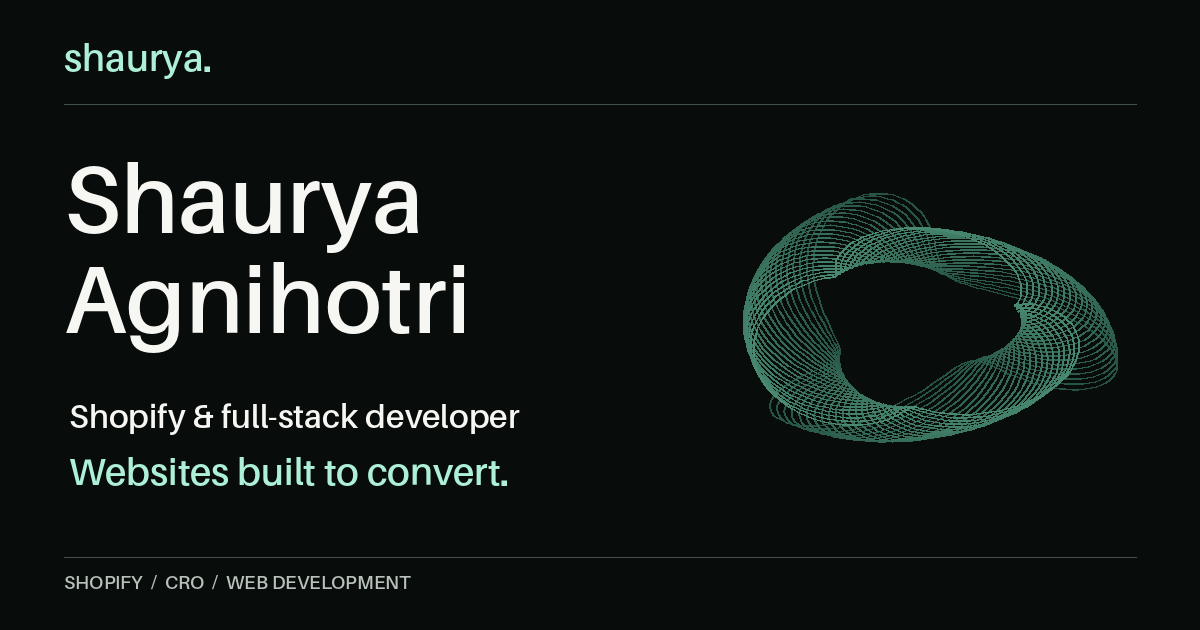 shaurya.
Shaurya
Agnihotri
Shopify & full-stack developer
Websites built to convert.
SHOPIFY / CRO / WEB DEVELOPMENT